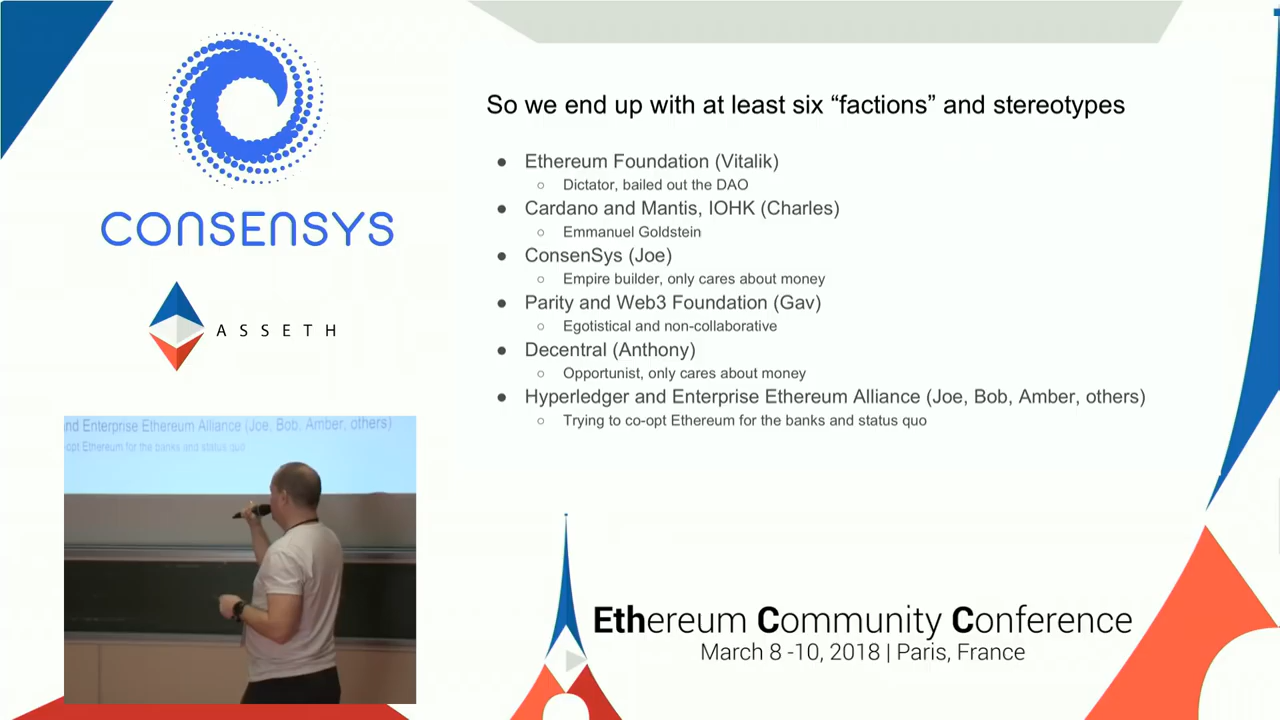 CONSENSYS
ASSETH
So we end up with at least six “factions” and stereotypes
● Ethereum Foundation (Vitalik)
○ Dictator, bailed out the DAO
● Cardano and Mantis, IOHK (Charles)
○ Emmanuel Goldstein
● ConsenSys (Joe)
○ Empire builder, only cares about money
● Parity and Web3 Foundation (Gav)
○ Egotistical and non-collaborative
● Decentral (Anthony)
○ Opportunist, only cares about money
● Hyperledger and Enterprise Ethereum Alliance (Joe, Bob, Amber, others)
○ Trying to co-opt Ethereum for the banks and status quo
and Enterprise Ethereum Alliance (Joe, Bob, Amber, others)
-opt Ethereum for the banks and status quo
Ethereum Community Conference
March 8 -10, 2018 | Paris, France